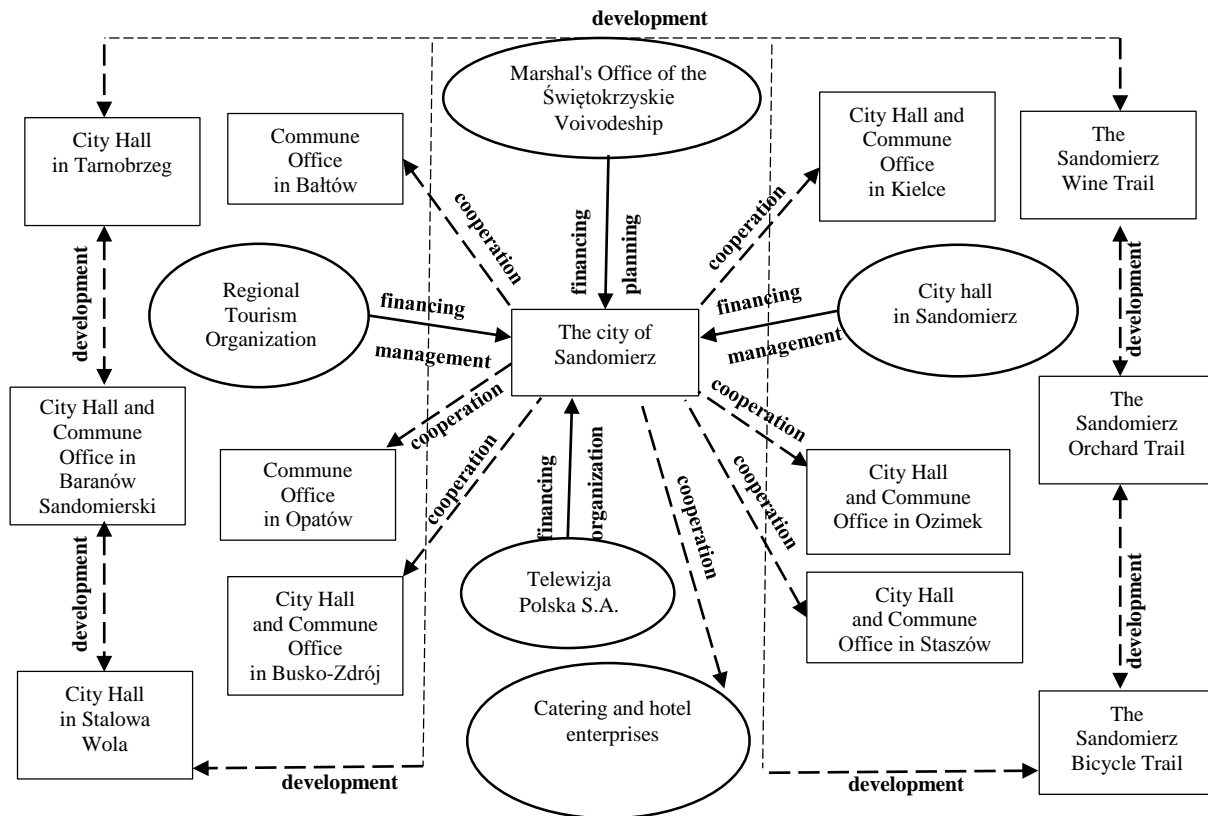 development
Marshal's Office of the
Świętokrzyskie
Voivodeship
City Hall
in Tarnobrzeg
Commune
Office
in Bałtów
City Hall and
Commune
Office
in Kielce
The
Sandomierz
Wine Trail
cooperation
financing
planning
cooperation
development
Regional
Tourism
Organization
financing
management
The city of
Sandomierz
financing
management
City hall
in Sandomierz
development
City Hall and
Commune
Office in
Baranów
Sandomierski
cooperation
Commune
Office
in Opatów
cooperation
financing
organization
cooperation
cooperation
cooperation
City Hall
and Commune
Office in Ozimek
The
Sandomierz
Orchard Trail
development
City Hall
and Commune
Office
in Busko-Zdrój
Telewizja
Polska S.A.
City Hall
and Commune
Office in Staszów
development
City Hall
in Stalowa
Wola
Catering and hotel
enterprises
The
Sandomierz
Bicycle Trail
development
development